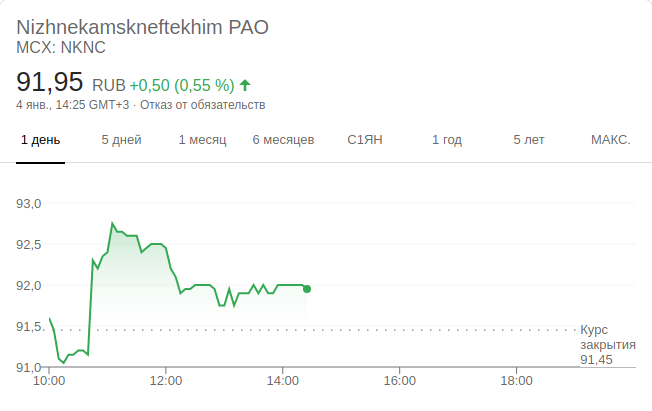 Nizhnekamskneftekhim PAO
MCX: NKNC
91,95 RUB +0,50 (0,55 %)
4 янв., 14:25 GMT+3 · Отказ от обязательств
1 день 5 дней 1 месяц 6 месяцев С1ЯН 1 год 5 лет МАКС.
93,0
92,5
92,0
91,5
91,0
Курс
закрытия
91,45
10:00 12:00 14:00 16:00 18:00